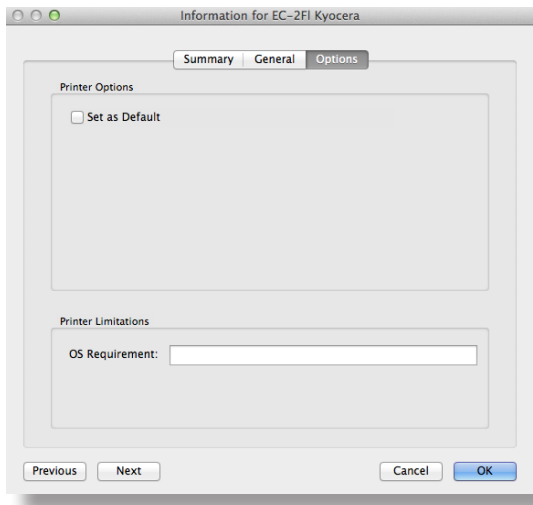 Information for EC-2Fl Kyocera
Summary General Options
Printer Options
Set as Default
Printer Limitations
OS Requirement:
Previous Next Cancel OK